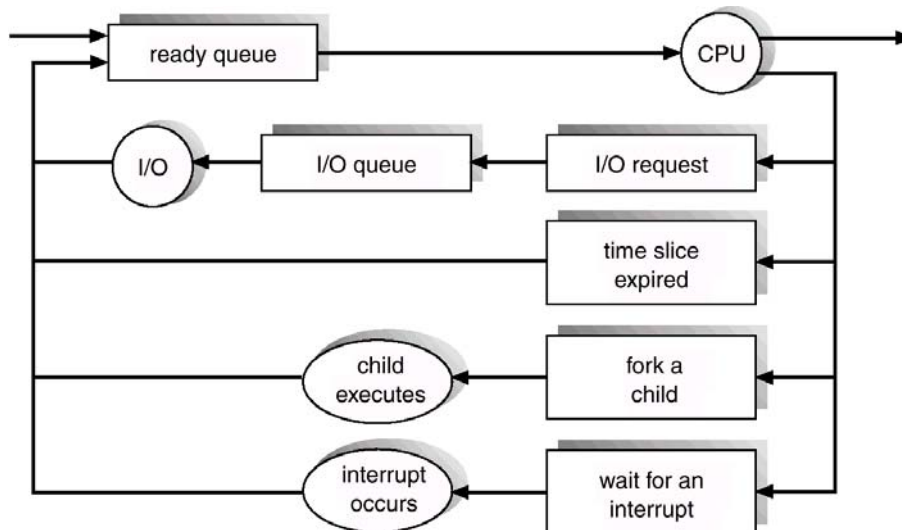 ready queue
CPU
I/O
I/O queue
I/O request
time slice
expired
child
executes
fork a
child
interrupt
occurs
wait for an
interrupt